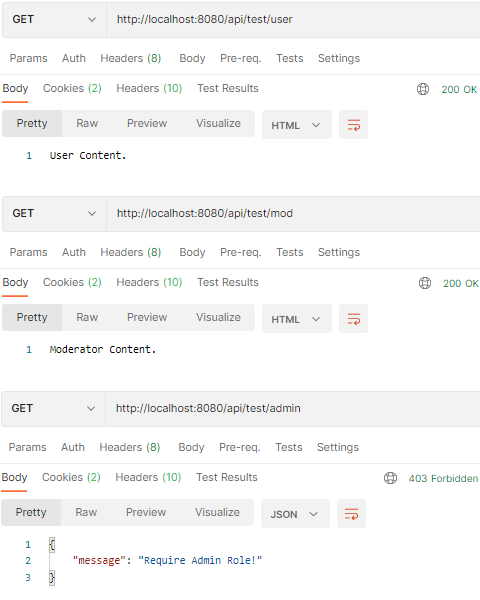 GET http://localhost:8080/api/test/user
Params Auth Headers (8) Body Pre-req. Tests Settings
Body Cookies (2) Headers (10) Test Results 200 OK
Pretty Raw Preview Visualize HTML
1 User Content.
GET http://localhost:8080/api/test/mod
Params Auth Headers (8) Body Pre-req. Tests Settings
Body Cookies (2) Headers (10) Test Results 200 OK
Pretty Raw Preview Visualize HTML
1 Moderator Content.
GET http://localhost:8080/api/test/admin
Params Auth Headers (8) Body Pre-req. Tests Settings
Body Cookies (2) Headers (10) Test Results 403 Forbidden
Pretty Raw Preview Visualize JSON
1 {
2 "message": "Require Admin Role!"
3 }